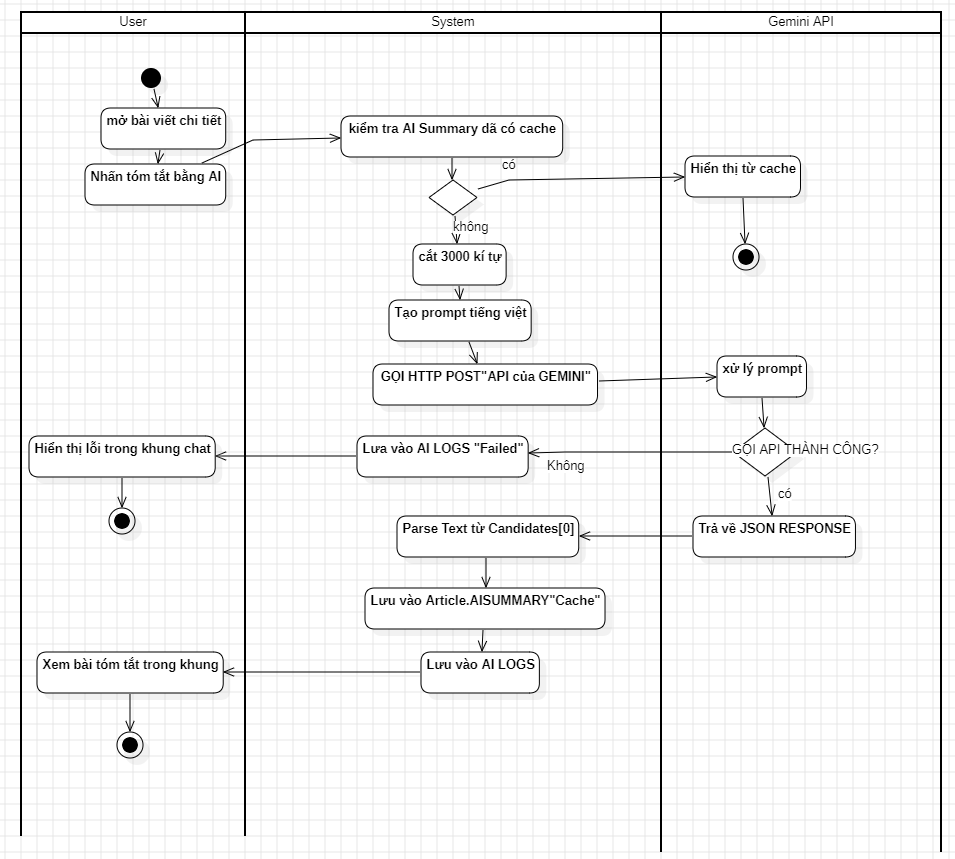 User
System
Gemini API
mở bài viết chi tiết
Nhấn tóm tắt bằng AI
kiểm tra AI Summary dã có cache
có
Hiển thị từ cache
không
cắt 3000 kí tự
Tạo prompt tiếng việt
GỌI HTTP POST"API của GEMINI"
xử lý prompt
Hiển thị lỗi trong khung chat
Lưa vào AI LOGS "Failed"
GỌI API THÀNH CÔNG?
Không
có
Parse Text từ Candidates[0]
Trả về JSON RESPONSE
Lưu vào Article.AISUMMARY"Cache"
Xem bài tóm tắt trong khung
Lưu vào AI LOGS